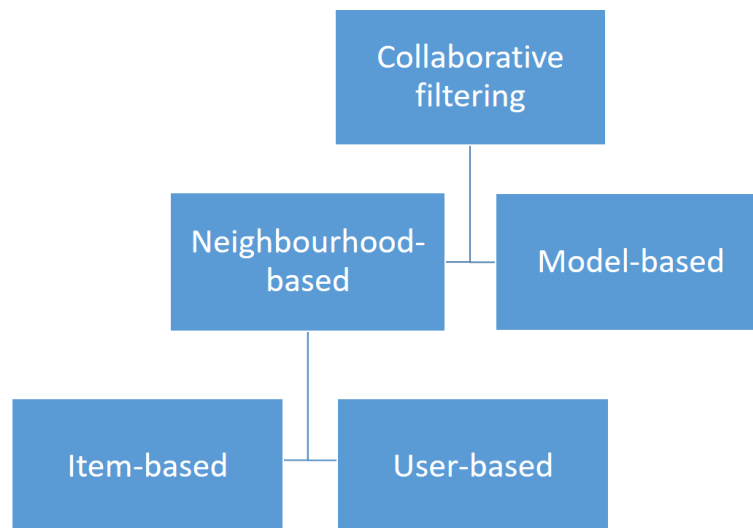 Collaborative
filtering
Neighbourhood-
based
Model-based
Item-based
User-based